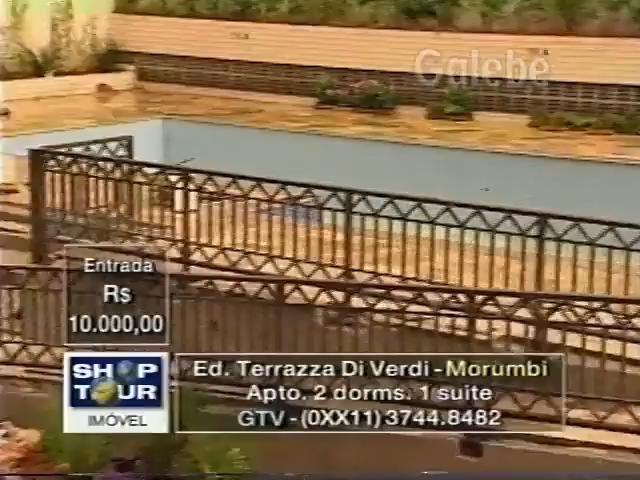 Galebe
Entrada
Rs
10.000,00
SHOP
TOUR
IMÓVEL
Ed. Terrazza Di Verdi - Morumbi
Apto. 2 dorms. 1 suite
GTV - (0XX11) 3744.8482